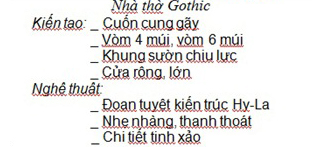 Nhà thờ Gothic
Kiến tạo: _ Cuốn cung gãy
_ Vòm 4 múi, vòm 6 múi
_ Khung sườn chịu lực
_ Cửa rộng, lớn
Nghệ thuật:
_ Đoạn tuyệt kiến trúc Hy-La
_ Nhẹ nhàng, thanh thoát
_ Chi tiết tinh xảo